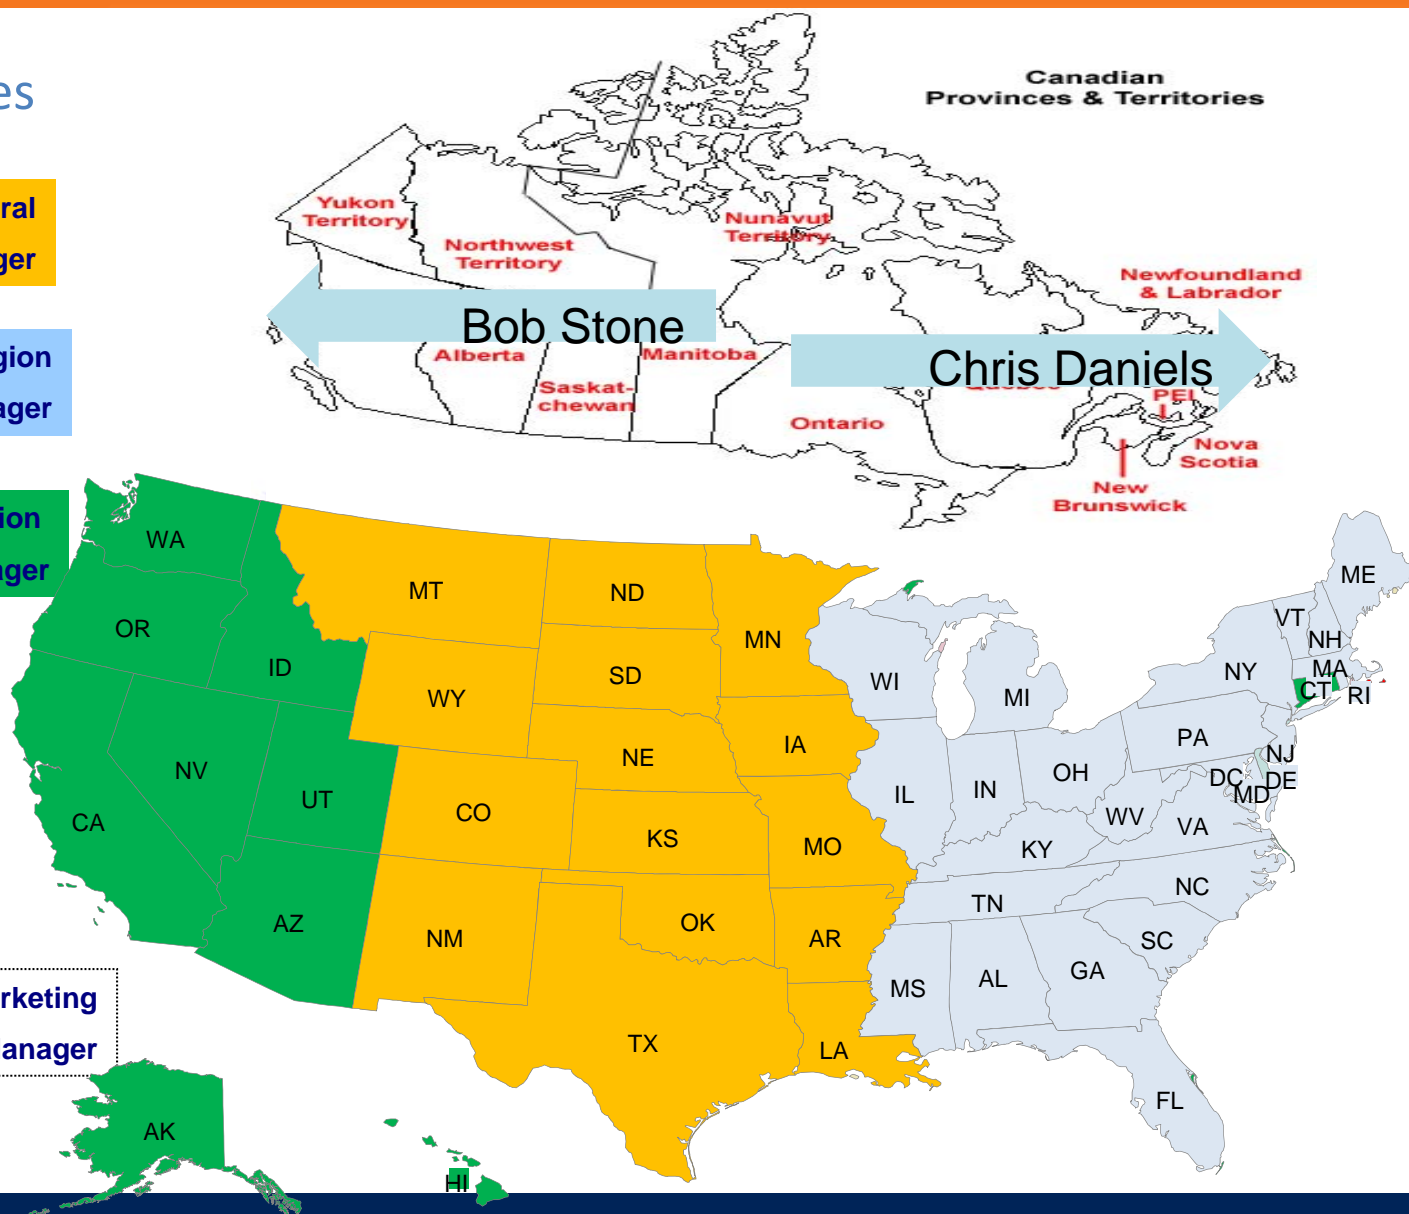 es
Canadian
Provinces & Territories
ral
ger
Yukon
Territory
Northwest
Territory
Nunavut
Territory
Newfoundland
& Labrador
Bob Stone
gion
ager
Alberta
Manitoba
Chris Daniels
Saskat-
chewan
Quebec
PEI
Ontario
Nova
Scotia
New
Brunswick
ion
ager
WA
MT
ND
MN
ME
OR
ID
VT
NH
WY
SD
WI
MI
NY
MA
CT
RI
NV
UT
NE
IA
PA
NJ
CA
CO
KS
MO
IL
IN
OH
DC
MD
DE
WV
VA
KY
AZ
NM
OK
AR
TN
NC
SC
MS
AL
GA
rketing
anager
TX
LA
FL
AK
HI